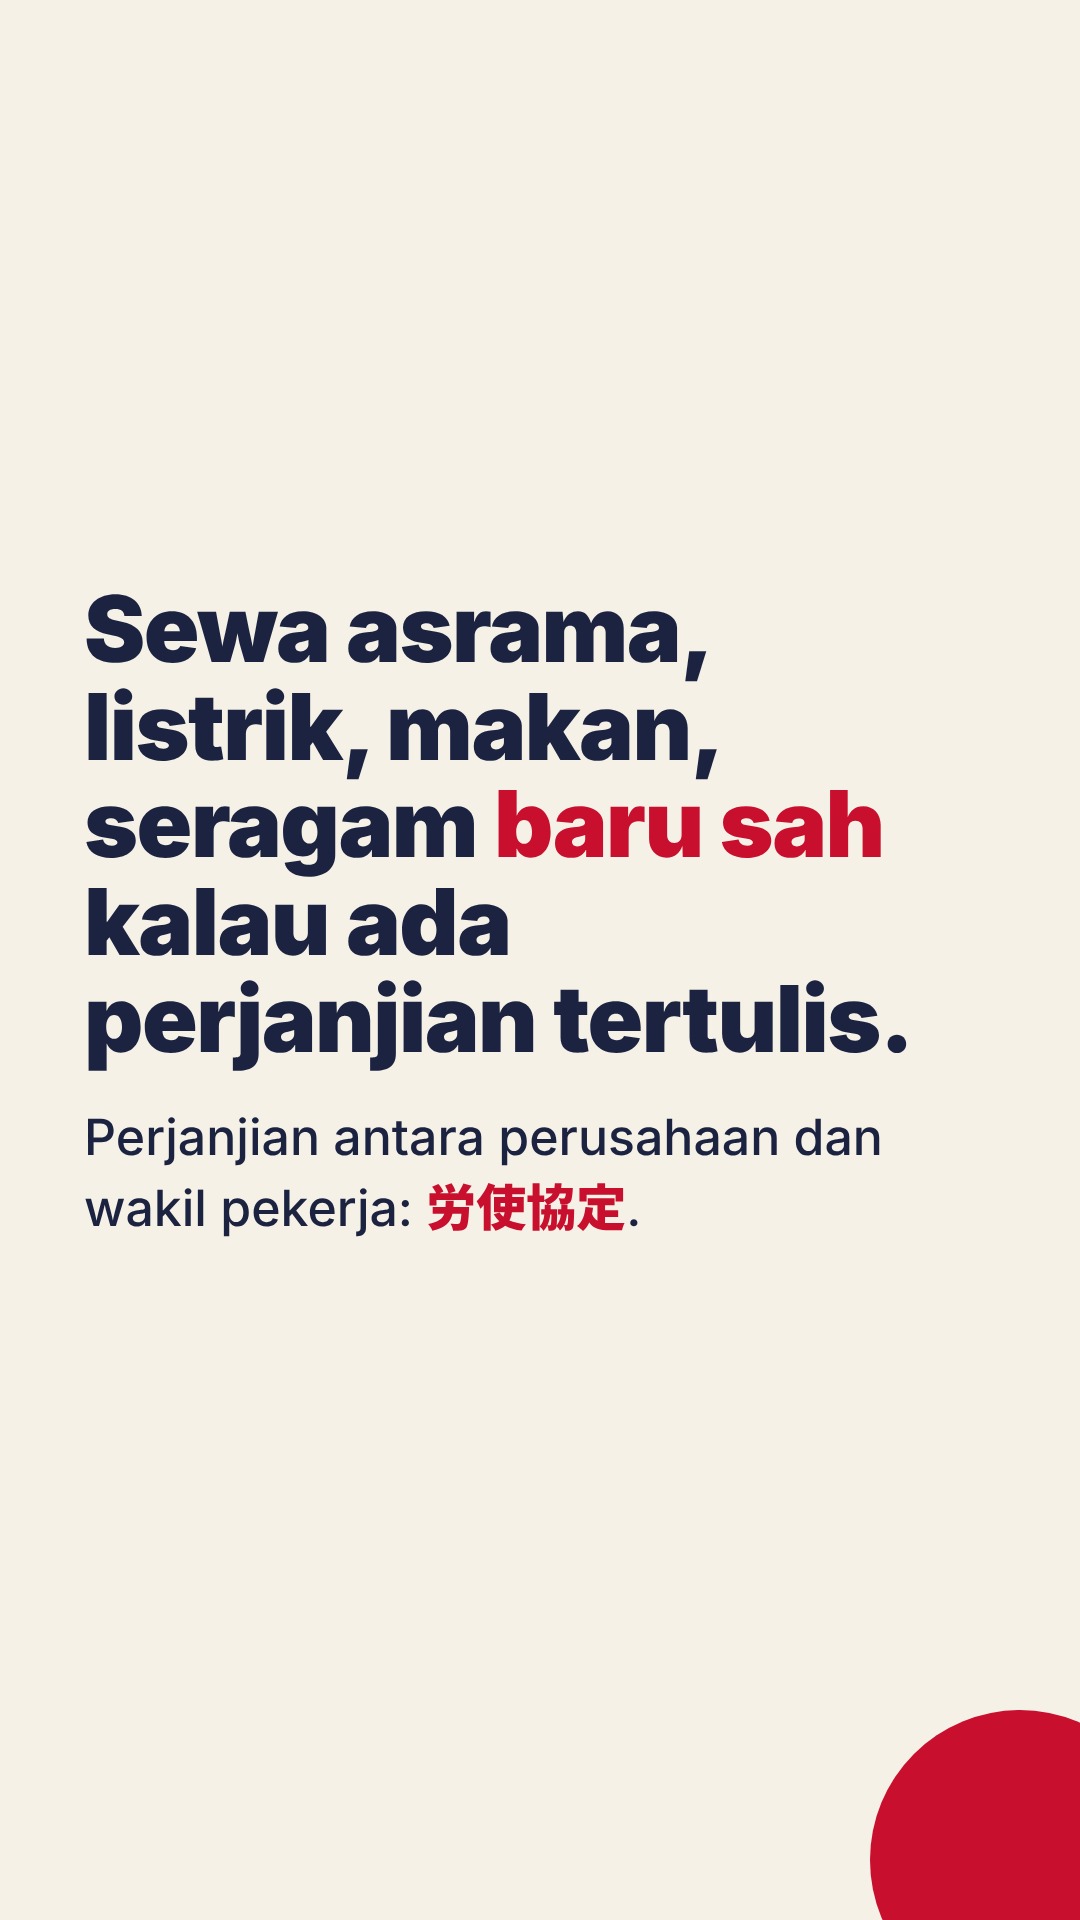 Sewa asrama,
listrik, makan,
seragam baru sah
kalau ada
perjanjian tertulis.
Perjanjian antara perusahaan dan
wakil pekerja: 労使協定.